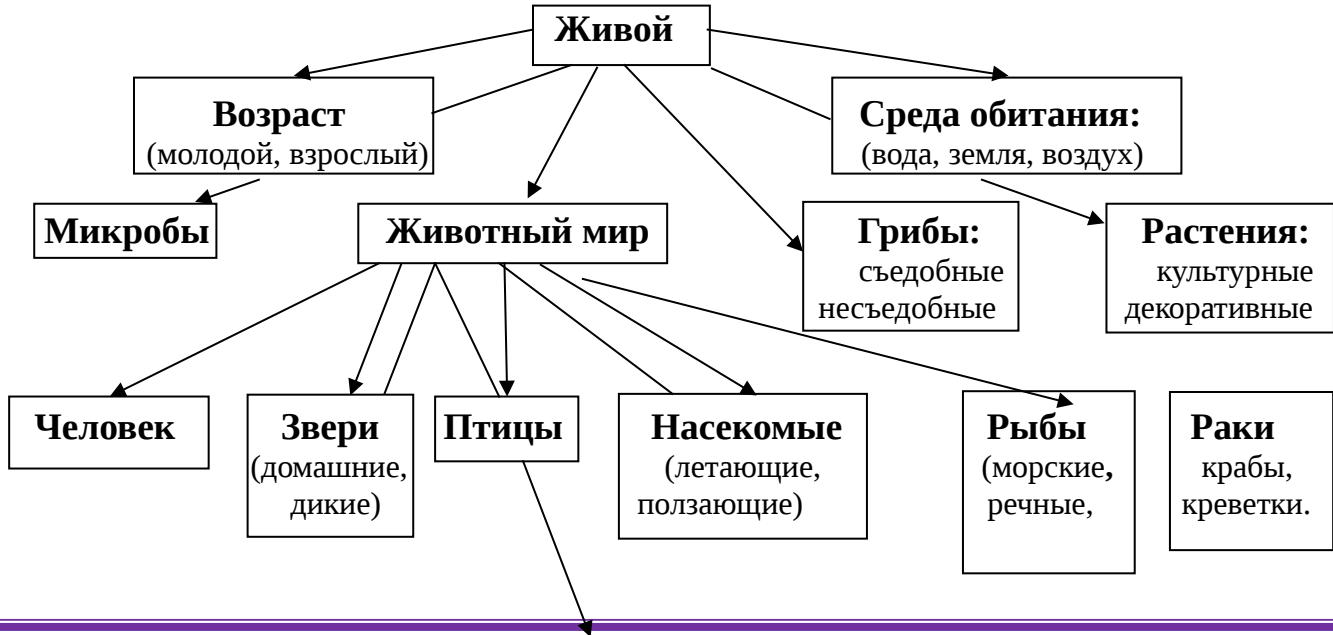 Живой
Возраст
(молодой, взрослый)
Среда обитания:
(вода, земля, воздух)
Микробы
Животный мир
Грибы:
съедобные
несъедобные
Растения:
культурные
декоративные
Человек
Звери
(домашние,
дикие)
Птицы
Насекомые
(летающие,
ползающие)
Рыбы
(морские,
речные,
Раки
крабы,
креветки.